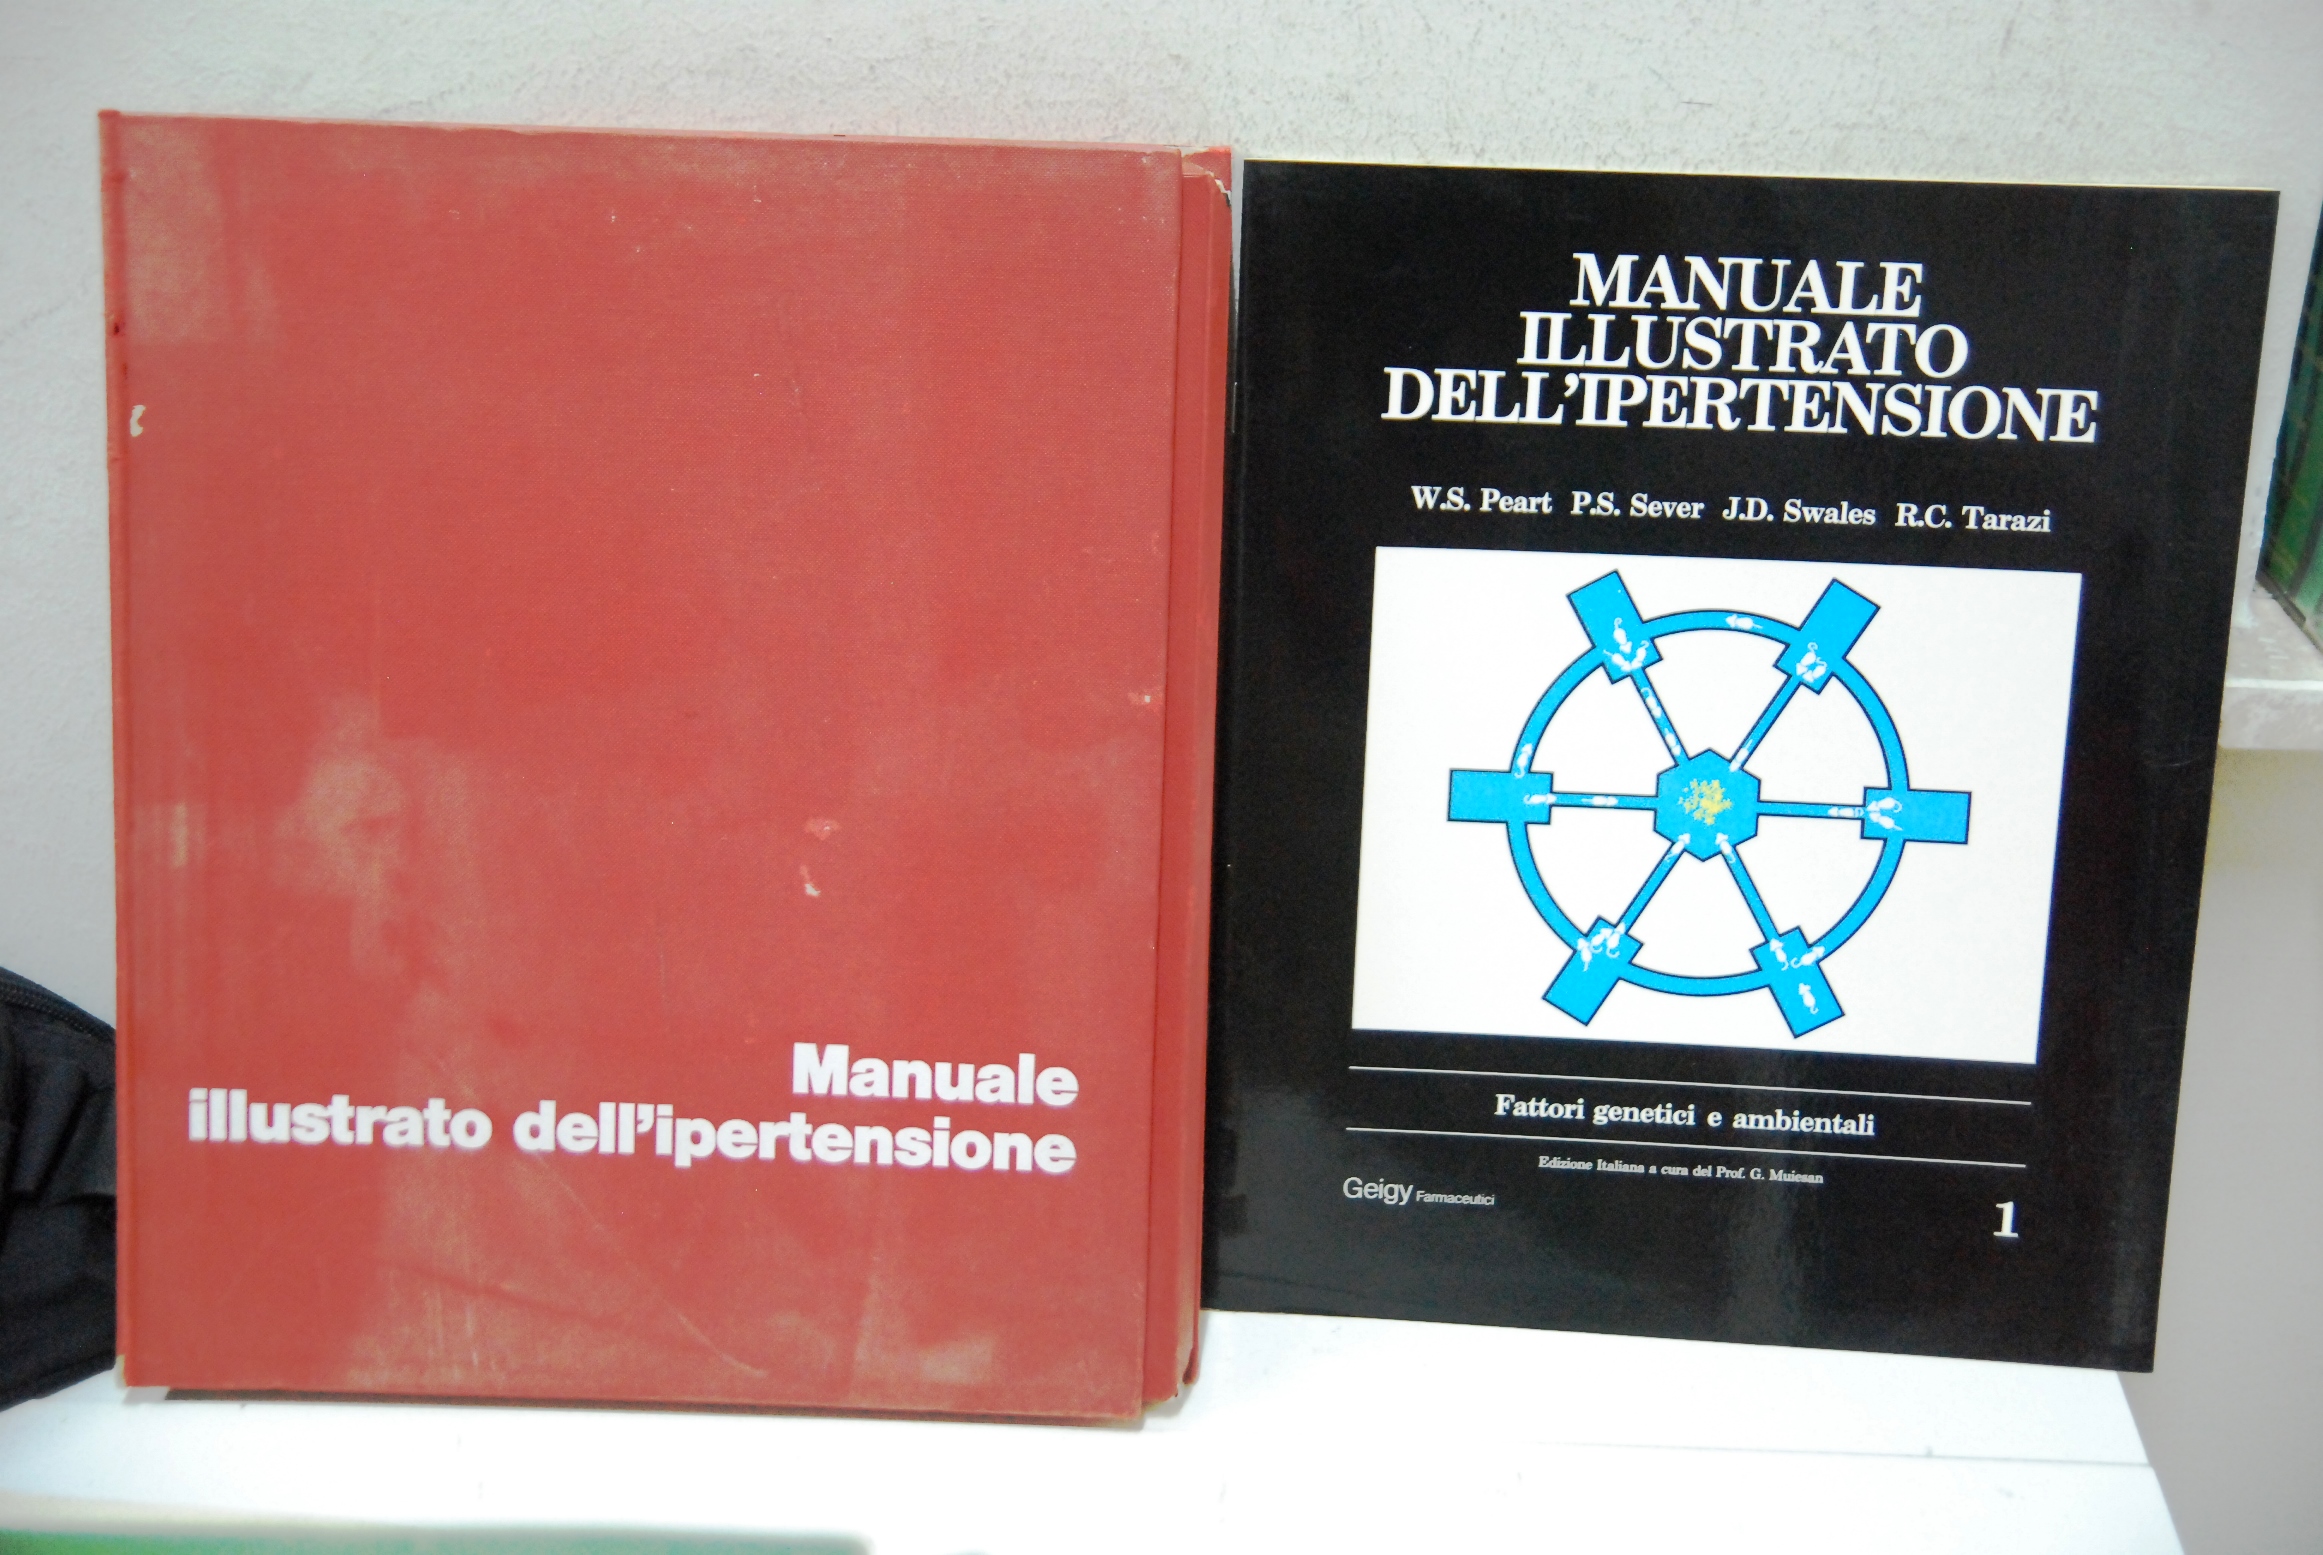 Manuale
illustrato dell'ipertensione
MANUALE
ILLUSTRATO
DELL'IPERTENSIONE
W.S. Peart P.S. Sever J.D. Swales R.C. Tarazi
Fattori genetici e ambientali
Edizione Italiana a cura del Prof. G. Muiesan
Geigy Farmaceutici
1